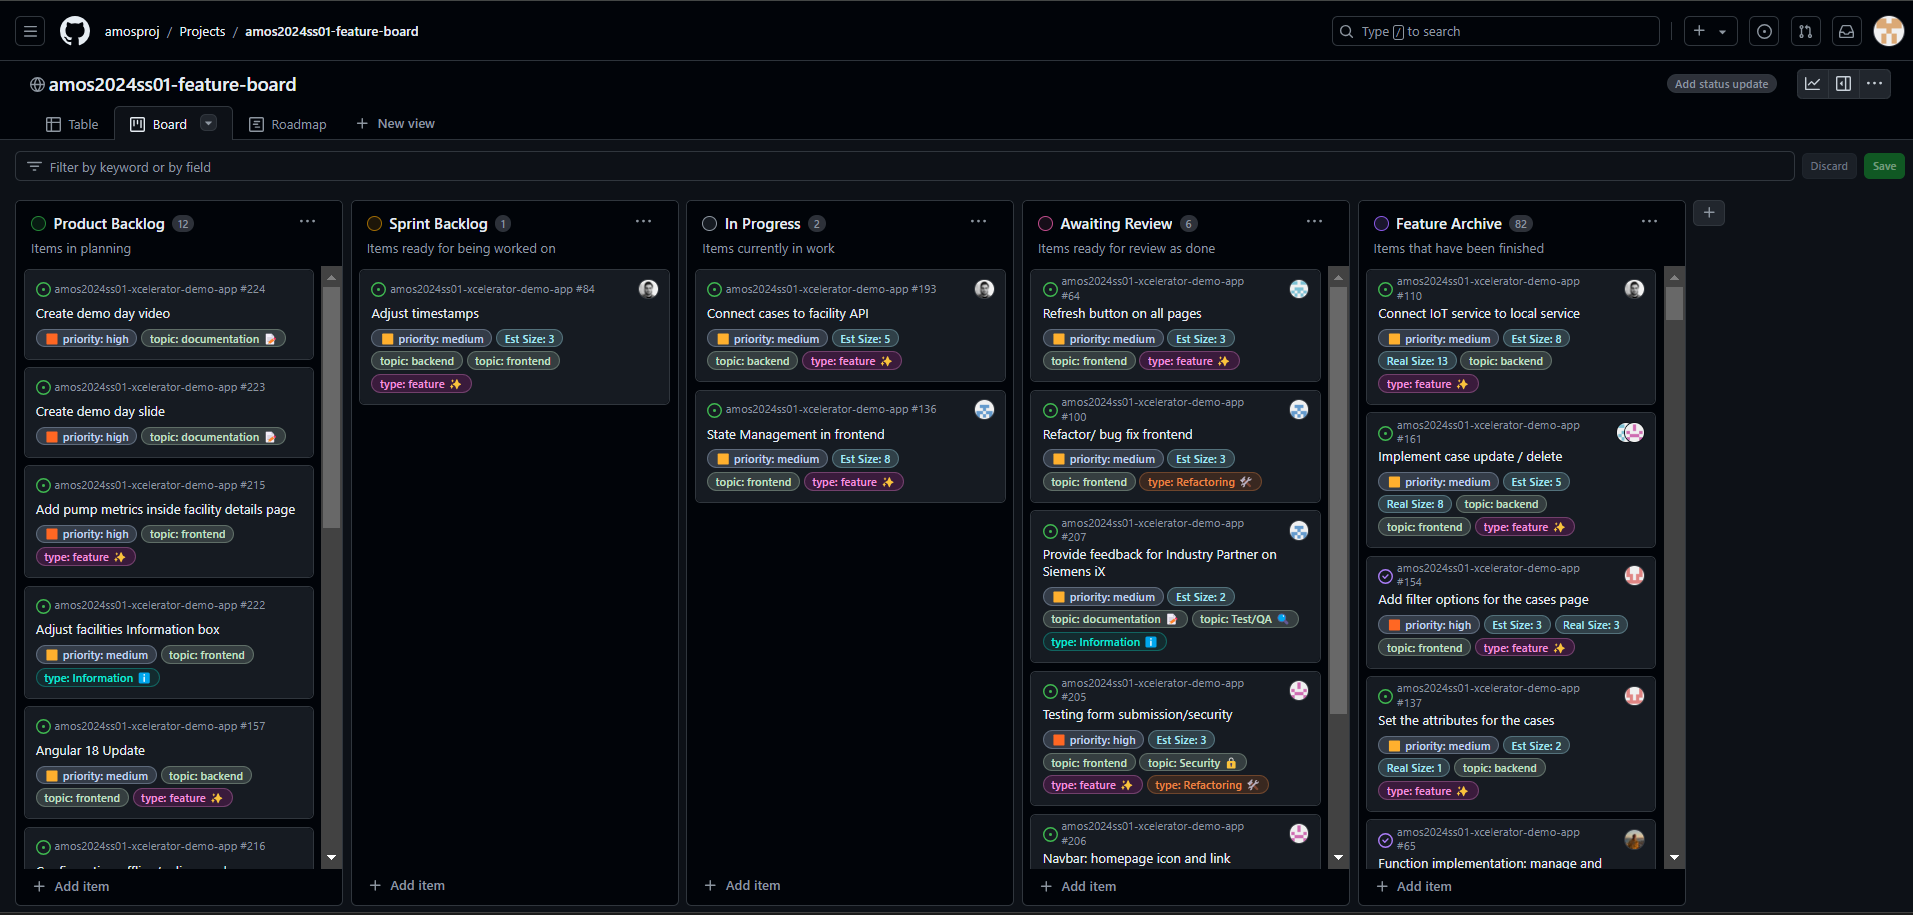 amosproj / Projects / amos2024ss01-feature-board
Type / to search
amos2024ss01-feature-board
Add status update
Table
Board
Roadmap
New view
Filter by keyword or by field
Discard
Save
Product Backlog 12
Items in planning
amos2024ss01-xcelerator-demo-app #224
Create demo day video
priority: high
topic: documentation
amos2024ss01-xcelerator-demo-app #223
Create demo day slide
priority: high
topic: documentation
amos2024ss01-xcelerator-demo-app #215
Add pump metrics inside facility details page
priority: high
topic: frontend
type: feature
amos2024ss01-xcelerator-demo-app #222
Adjust facilities Information box
priority: medium
topic: frontend
type: Information
amos2024ss01-xcelerator-demo-app #157
Angular 18 Update
priority: medium
topic: backend
topic: frontend
type: feature
amos2024ss01-xcelerator-demo-app #216
Add item
Sprint Backlog 1
Items ready for being worked on
amos2024ss01-xcelerator-demo-app #84
Adjust timestamps
priority: medium
Est Size: 3
topic: backend
topic: frontend
type: feature
Add item
In Progress 2
Items currently in work
amos2024ss01-xcelerator-demo-app #193
Connect cases to facility API
priority: medium
Est Size: 5
topic: backend
type: feature
amos2024ss01-xcelerator-demo-app #136
State Management in frontend
priority: medium
Est Size: 8
topic: frontend
type: feature
Add item
Awaiting Review 6
Items ready for review as done
amos2024ss01-xcelerator-demo-app
#64
Refresh button on all pages
priority: medium
Est Size: 3
topic: frontend
type: feature
amos2024ss01-xcelerator-demo-app
#100
Refactor/ bug fix frontend
priority: medium
Est Size: 3
topic: frontend
type: Refactoring
amos2024ss01-xcelerator-demo-app
#207
Provide feedback for Industry Partner on
Siemens iX
priority: medium
Est Size: 2
topic: documentation
topic: Test/QA
type: Information
amos2024ss01-xcelerator-demo-app
#205
Testing form submission/security
priority: high
Est Size: 3
topic: frontend
topic: Security
type: feature
type: Refactoring
amos2024ss01-xcelerator-demo-app
#206
Navbar: homepage icon and link
Add item
Feature Archive 82
Items that have been finished
amos2024ss01-xcelerator-demo-app
#110
Connect IoT service to local service
priority: medium
Est Size: 8
Real Size: 13
topic: backend
type: feature
amos2024ss01-xcelerator-demo-app
#161
Implement case update / delete
priority: medium
Est Size: 5
Real Size: 8
topic: backend
topic: frontend
type: feature
amos2024ss01-xcelerator-demo-app
#154
Add filter options for the cases page
priority: high
Est Size: 3
Real Size: 3
topic: frontend
type: feature
amos2024ss01-xcelerator-demo-app
#137
Set the attributes for the cases
priority: medium
Est Size: 2
Real Size: 1
topic: backend
type: feature
amos2024ss01-xcelerator-demo-app
#65
Function implementation: manage and
Add item